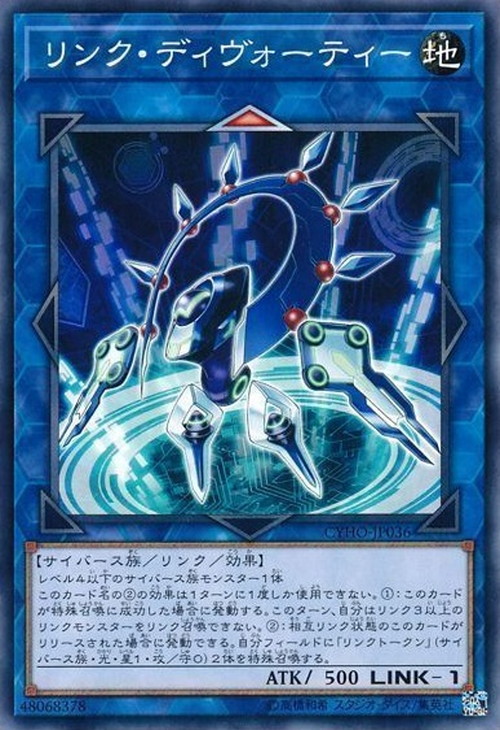 リンク・ディヴォーティー 地
CYHO-JP036
【サイバース族/リンク/効果】
レベル4以下のサイバース族モンスター1体
このカード名の②の効果は1ターンに1度しか使用できない。①:このカード
が特殊召喚に成功した場合に発動する。このターン、自分はリンク3以上の
リンクモンスターをリンク召喚できない。②:相互リンク状態のこのカードが
リリースされた場合に発動できる。自分フィールドに「リンクトークン」(サイバー
ス族・光・星1・攻/守0)2体を特殊召喚する。
ATK/ 500 LINK-1
48068378 ©高橋和希 スタジオ・ダイス/集英社